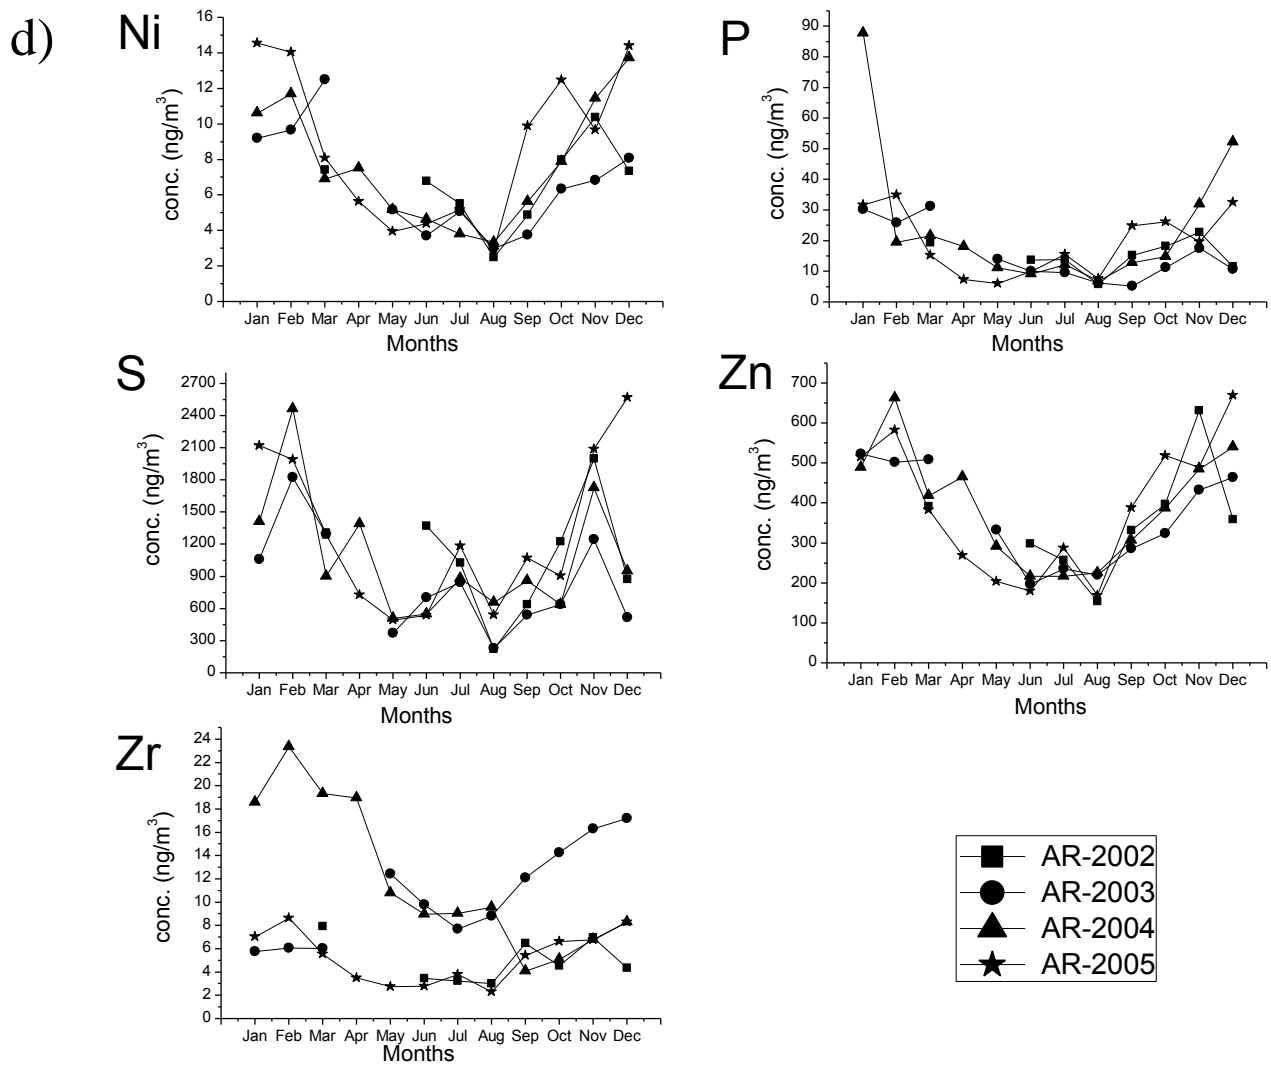 d)
Ni
16
14
12
10
8
6
4
2
0
conc. (ng/m³)
Jan Feb Mar Apr May Jun Jul Aug Sep Oct Nov Dec
Months
P
90
80
70
60
50
40
30
20
10
0
conc. (ng/m³)
Jan Feb Mar Apr May Jun Jul Aug Sep Oct Nov Dec
Months
S
2700
2400
2100
1800
1500
1200
900
600
300
0
conc. (ng/m³)
Jan Feb Mar Apr May Jun Jul Aug Sep Oct Nov Dec
Months
Zn
700
600
500
400
300
200
100
0
conc. (ng/m³)
Jan Feb Mar Apr May Jun Jul Aug Sep Oct Nov Dec
Months
Zr
24
22
20
18
16
14
12
10
8
6
4
2
0
conc. (ng/m³)
Jan Feb Mar Apr May Jun Jul Aug Sep Oct Nov Dec
Months
AR-2002
AR-2003
AR-2004
AR-2005